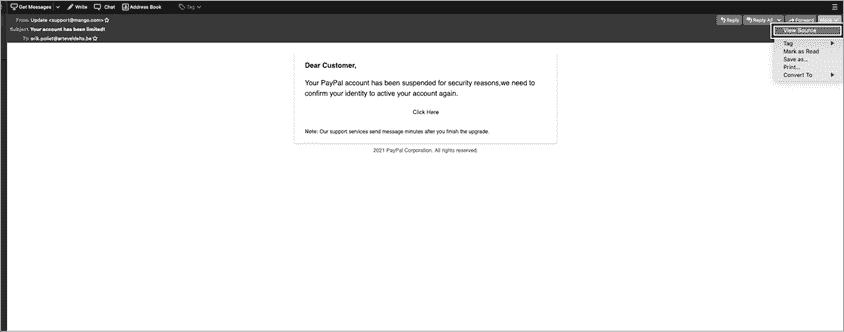 Get Messages Write Chat Address Book Tag
From Update <support@mango.com>
Reply Reply All Forward More
Subject Your account has been limited!
View Source
To erik.pollet@arteveldehs.be
Tag
Mark as Read
Save as...
Print...
Convert To
Dear Customer,
Your PayPal account has been suspended for security reasons,we need to
confirm your identity to active your account again.
Click Here
Note: Our support services send message minutes after you finish the upgrade.
2021 PayPal Corporation. All rights reserved